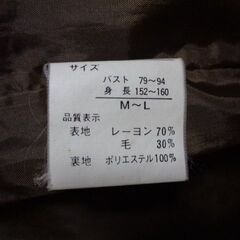 サイズ
バスト 79～94
身長 152～160
M～L
品質表示
表地 レーヨン 70%
毛 30%
裏地 ポリエステル100%